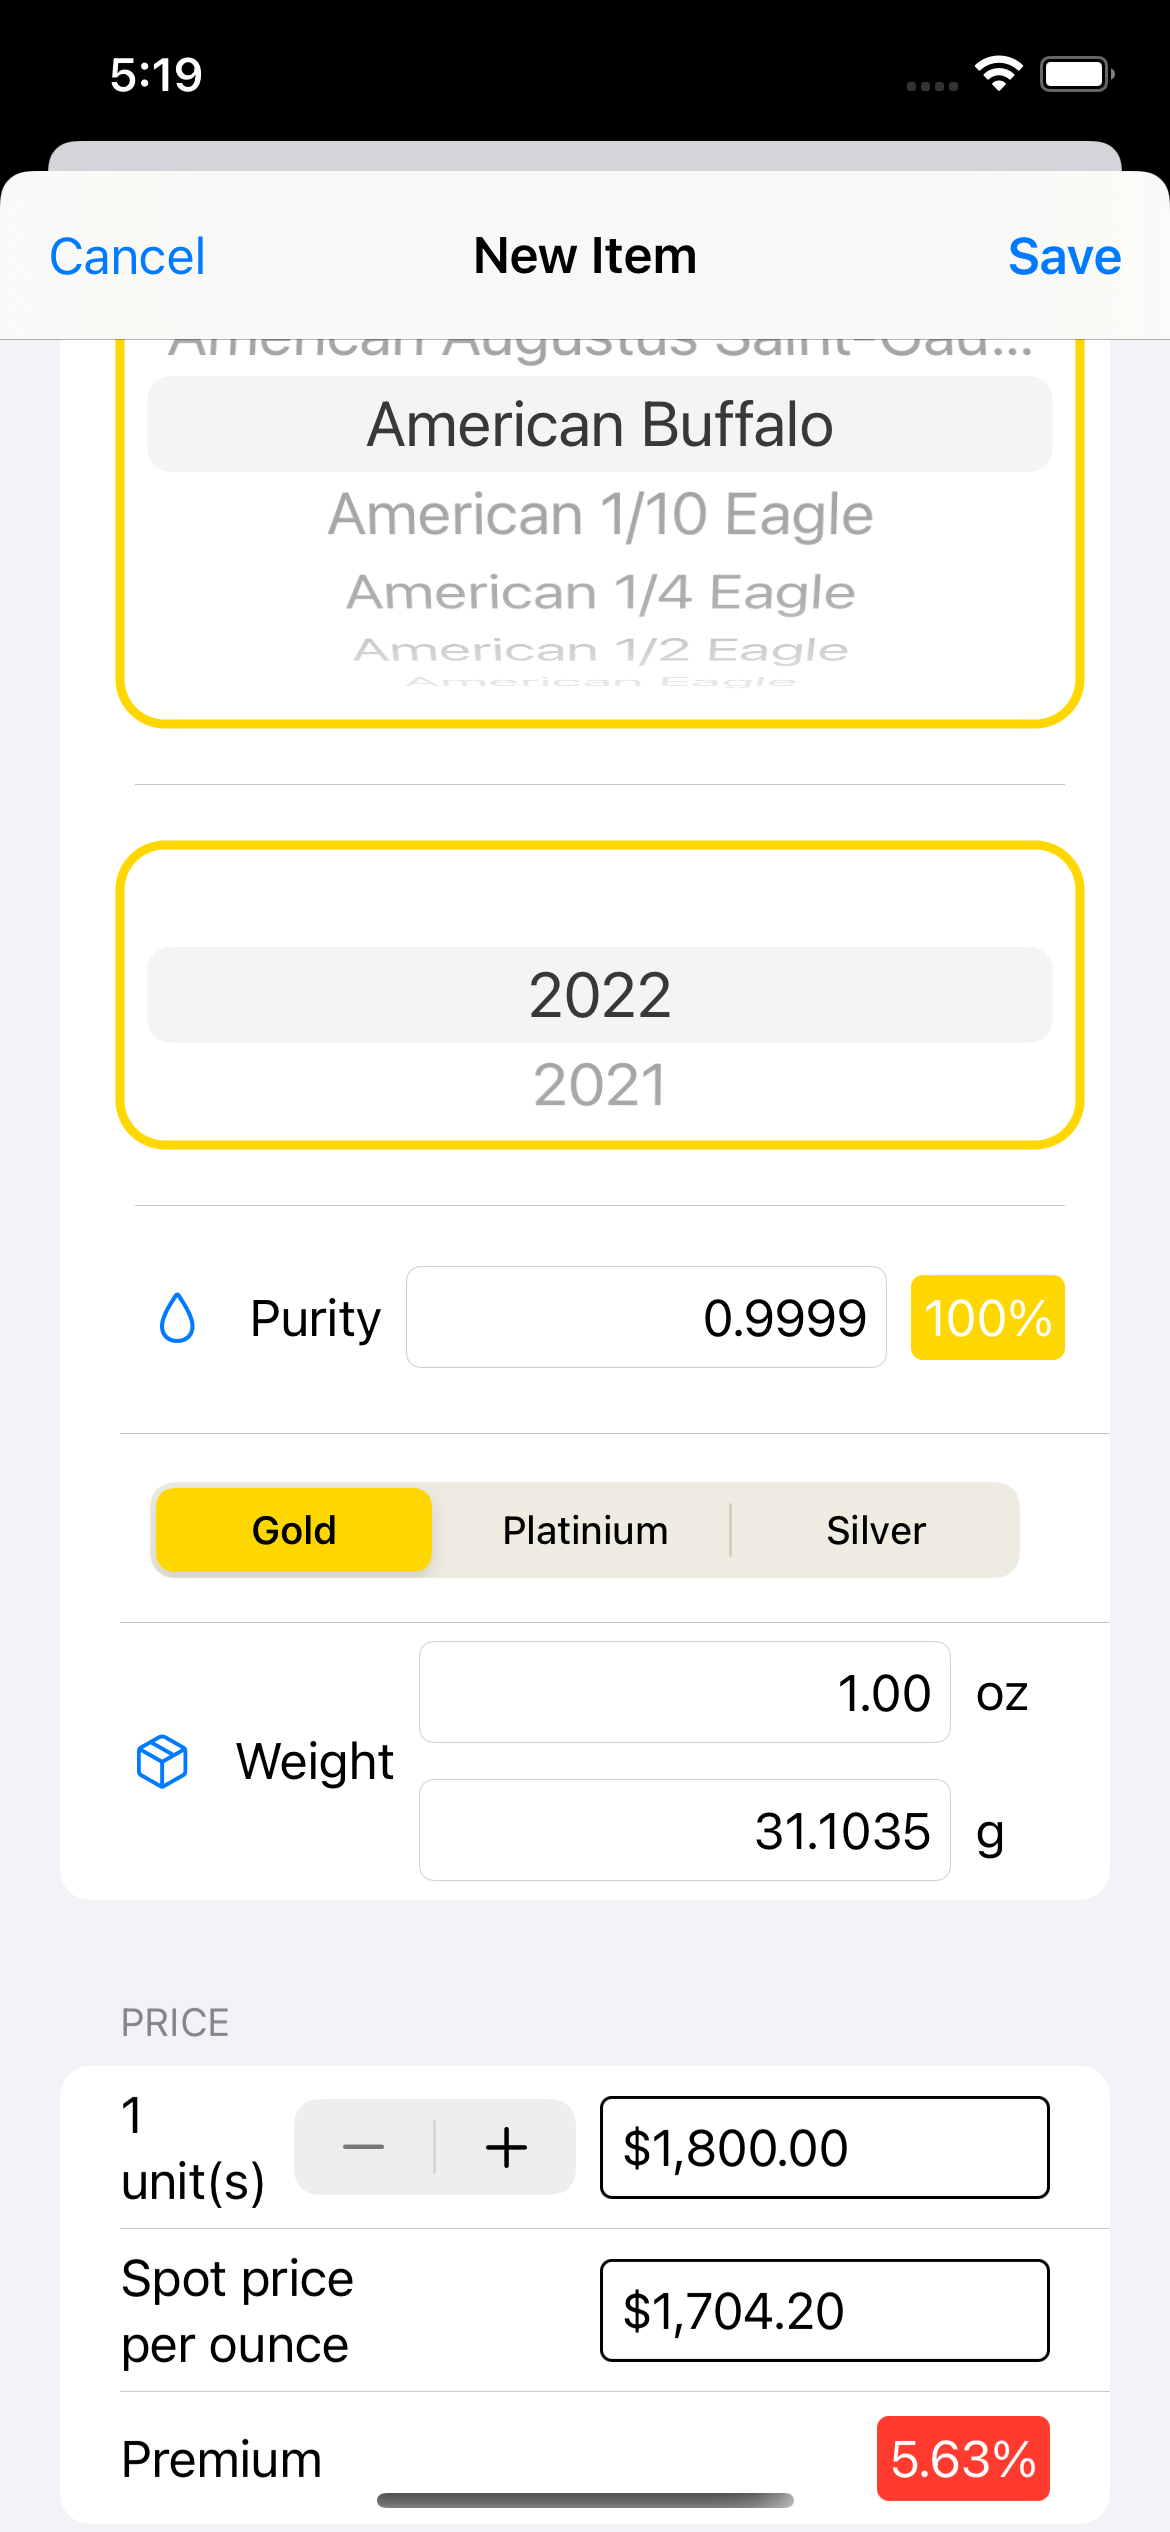 5:19
Cancel
New Item
Save
American Augustus Saint-Gau...
American Buffalo
American 1/10 Eagle
American 1/4 Eagle
American 1/2 Eagle
American Eagle
2022
2021
Purity
0.9999
100%
Gold
Platinium
Silver
1.00 oz
Weight
31.1035 g
PRICE
1
unit(s)
$1,800.00
Spot price
per ounce
$1,704.20
Premium
5.63%